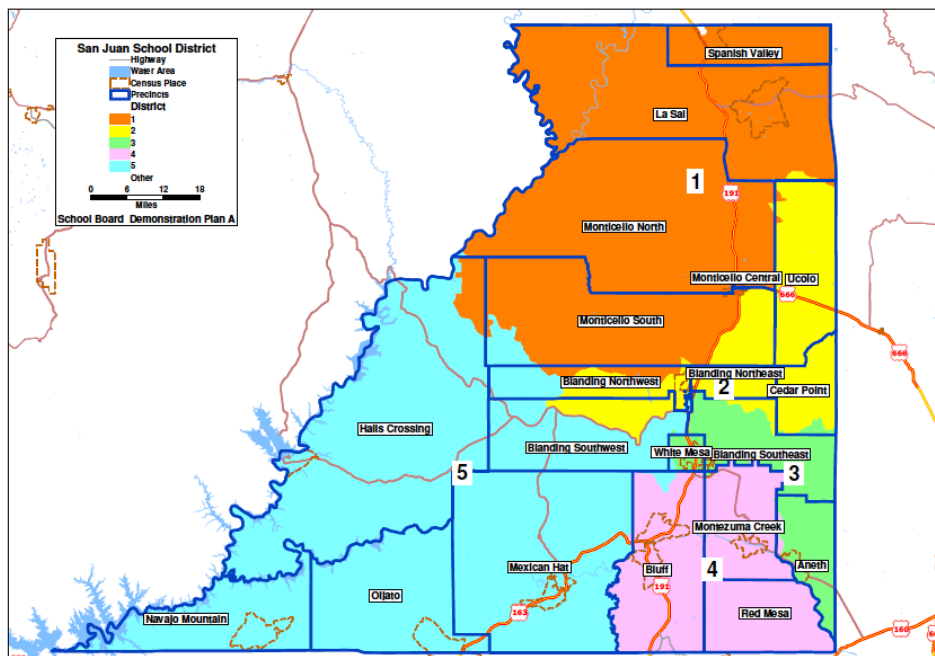 San Juan School District
Highway
Water Area
Census Place
Precincts
District
1
2
3
4
5
Other
0 6 12 18
Miles
School Board Demonstration Plan A
Spanish Valley
La Sal
1
191
Monticello North
Monticello Central
Ucolo
666
Monticello South
666
Blanding Northeast
Blanding Northwest
2
Cedar Point
Halls Crossing
Blanding Southwest
White Mesa
Blanding Southeast
5
3
Montezuma Creek
Mexican Hat
Bluff
4
Aneth
191
Oljato
163
Red Mesa
Navajo Mountain
160